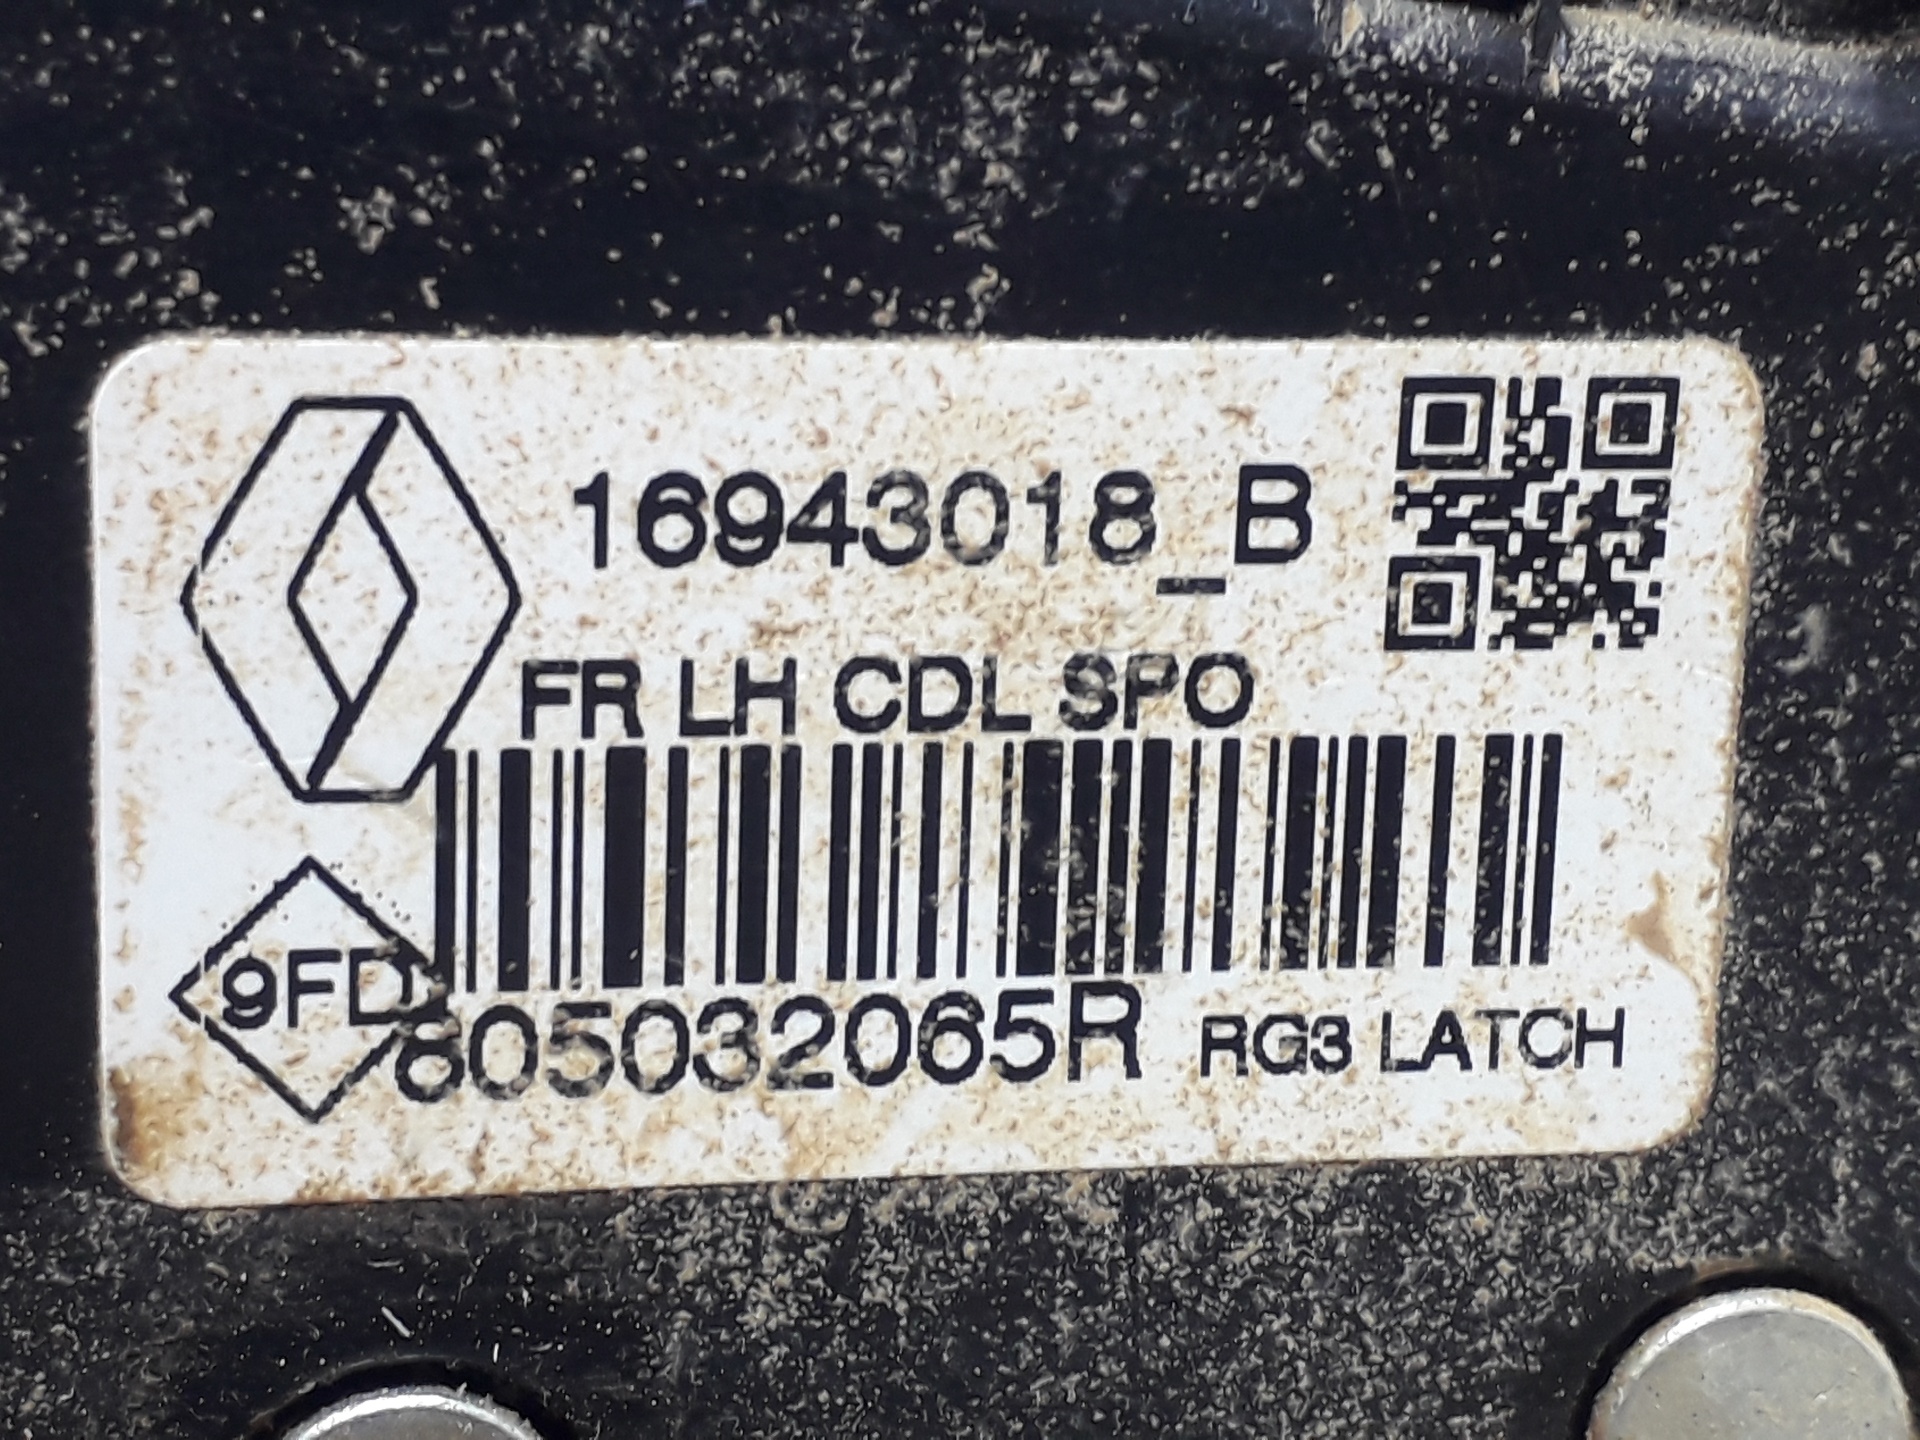 16943018_B
FR LH CDL SPO
9FD
805032065R RG3 LATCH